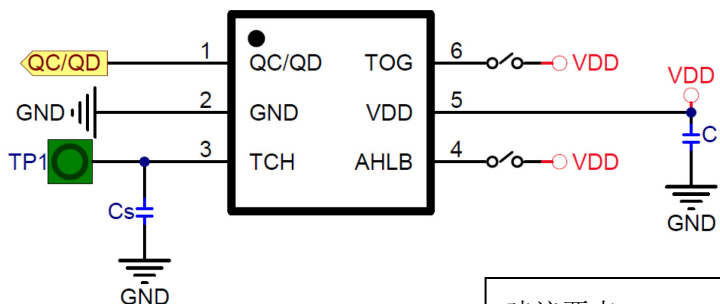 QC/QD 1 QC/QD TOG 6 VDD
VDD
GND 2 GND VDD 5
C
TP1 3 TCH AHLB 4 VDD
Cs
GND
GND